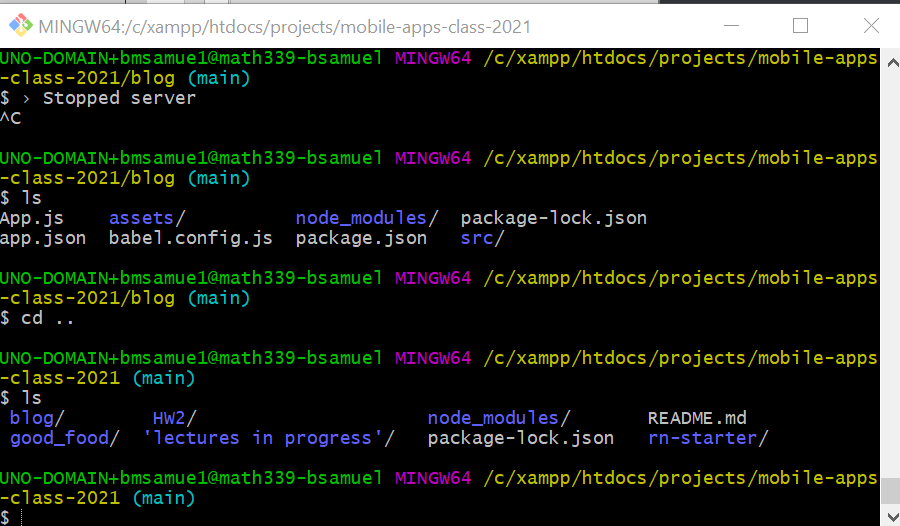 MINGW64:/c/xampp/htdocs/projects/mobile-apps-class-2021
UNO-DOMAIN+bmsamue1@math339-bsamuel MINGW64 /c/xampp/htdocs/projects/mobile-apps
-class-2021/blog (main)
$ › Stopped server
^C
UNO-DOMAIN+bmsamue1@math339-bsamuel MINGW64 /c/xampp/htdocs/projects/mobile-apps
-class-2021/blog (main)
$ ls
App.js    assets/          node_modules/  package-lock.json
app.json  babel.config.js  package.json   src/
UNO-DOMAIN+bmsamue1@math339-bsamuel MINGW64 /c/xampp/htdocs/projects/mobile-apps
-class-2021/blog (main)
$ cd ..
UNO-DOMAIN+bmsamue1@math339-bsamuel MINGW64 /c/xampp/htdocs/projects/mobile-apps
-class-2021 (main)
$ ls
blog/        HW2/                     node_modules/       README.md
good_food/  'lectures in progress'/   package-lock.json   rn-starter/
UNO-DOMAIN+bmsamue1@math339-bsamuel MINGW64 /c/xampp/htdocs/projects/mobile-apps
-class-2021 (main)
$